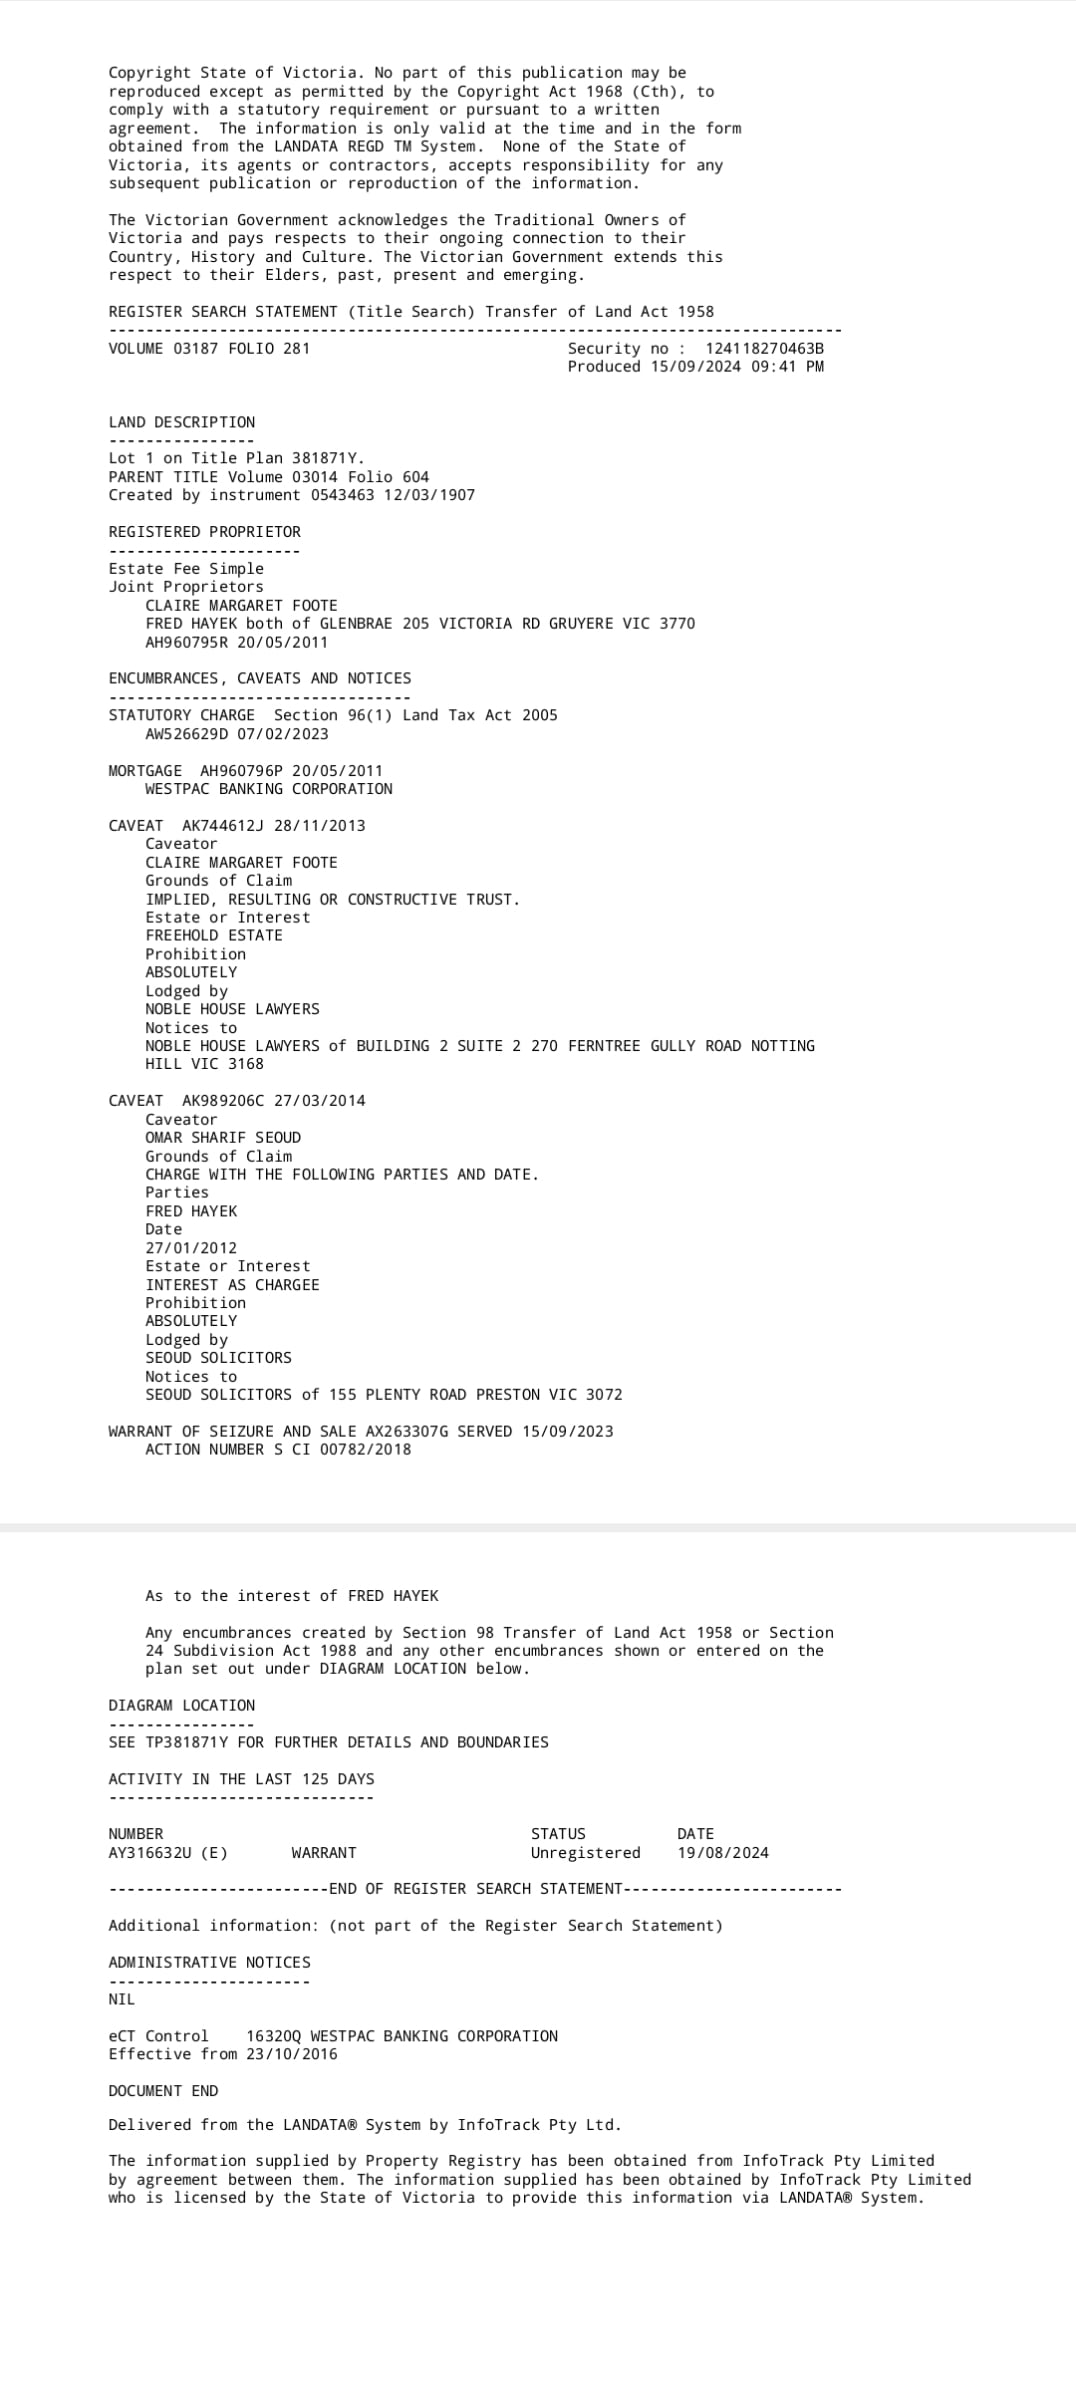 Copyright State of Victoria. No part of this publication may be
reproduced except as permitted by the Copyright Act 1968 (Cth), to
comply with a statutory requirement or pursuant to a written
agreement.  The information is only valid at the time and in the form
obtained from the LANDATA REGD TM System.  None of the State of
Victoria, its agents or contractors, accepts responsibility for any
subsequent publication or reproduction of the information.

The Victorian Government acknowledges the Traditional Owners of
Victoria and pays respects to their ongoing connection to their
Country, History and Culture. The Victorian Government extends this
respect to their Elders, past, present and emerging.

REGISTER SEARCH STATEMENT (Title Search) Transfer of Land Act 1958
--------------------------------------------------------------------------------
VOLUME 03187 FOLIO 281                            Security no :  124118270463B
                                                  Produced 15/09/2024 09:41 PM

LAND DESCRIPTION
----------------
Lot 1 on Title Plan 381871Y.
PARENT TITLE Volume 03014 Folio 604
Created by instrument 0543463 12/03/1907

REGISTERED PROPRIETOR
---------------------
Estate Fee Simple
Joint Proprietors
    CLAIRE MARGARET FOOTE
    FRED HAYEK both of GLENBRAE 205 VICTORIA RD GRUYERE VIC 3770
    AH960795R 20/05/2011

ENCUMBRANCES, CAVEATS AND NOTICES
---------------------------------
STATUTORY CHARGE  Section 96(1) Land Tax Act 2005
    AW526629D 07/02/2023

MORTGAGE  AH960796P 20/05/2011
    WESTPAC BANKING CORPORATION

CAVEAT  AK744612J 28/11/2013
    Caveator
    CLAIRE MARGARET FOOTE
    Grounds of Claim
    IMPLIED, RESULTING OR CONSTRUCTIVE TRUST.
    Estate or Interest
    FREEHOLD ESTATE
    Prohibition
    ABSOLUTELY
    Lodged by
    NOBLE HOUSE LAWYERS
    Notices to
    NOBLE HOUSE LAWYERS of BUILDING 2 SUITE 2 270 FERNTREE GULLY ROAD NOTTING
    HILL VIC 3168

CAVEAT  AK989206C 27/03/2014
    Caveator
    OMAR SHARIF SEOUD
    Grounds of Claim
    CHARGE WITH THE FOLLOWING PARTIES AND DATE.
    Parties
    FRED HAYEK
    Date
    27/01/2012
    Estate or Interest
    INTEREST AS CHARGEE
    Prohibition
    ABSOLUTELY
    Lodged by
    SEOUD SOLICITORS
    Notices to
    SEOUD SOLICITORS of 155 PLENTY ROAD PRESTON VIC 3072

WARRANT OF SEIZURE AND SALE AX263307G SERVED 15/09/2023
    ACTION NUMBER S CI 00782/2018

    As to the interest of FRED HAYEK

    Any encumbrances created by Section 98 Transfer of Land Act 1958 or Section
    24 Subdivision Act 1988 and any other encumbrances shown or entered on the
    plan set out under DIAGRAM LOCATION below.

DIAGRAM LOCATION
----------------
SEE TP381871Y FOR FURTHER DETAILS AND BOUNDARIES

ACTIVITY IN THE LAST 125 DAYS
-----------------------------

NUMBER                                        STATUS          DATE
AY316632U (E)       WARRANT                   Unregistered    19/08/2024

------------------------END OF REGISTER SEARCH STATEMENT------------------------

Additional information: (not part of the Register Search Statement)

ADMINISTRATIVE NOTICES
----------------------
NIL

eCT Control    16320Q WESTPAC BANKING CORPORATION
Effective from 23/10/2016

DOCUMENT END

Delivered from the LANDATA® System by InfoTrack Pty Ltd.

The information supplied by Property Registry has been obtained from InfoTrack Pty Limited
by agreement between them. The information supplied has been obtained by InfoTrack Pty Limited
who is licensed by the State of Victoria to provide this information via LANDATA® System.